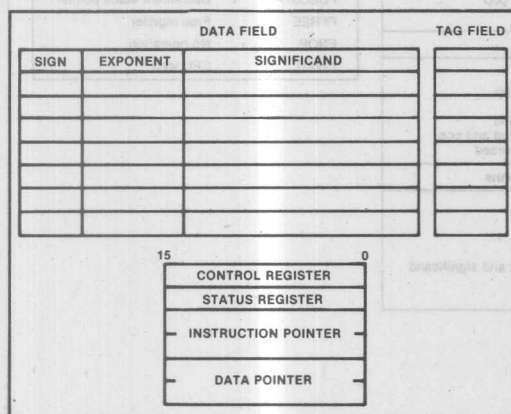 DATA FIELD TAG FIELD
SIGN EXPONENT SIGNIFICAND
15 0
CONTROL REGISTER
STATUS REGISTER
INSTRUCTION POINTER
DATA POINTER